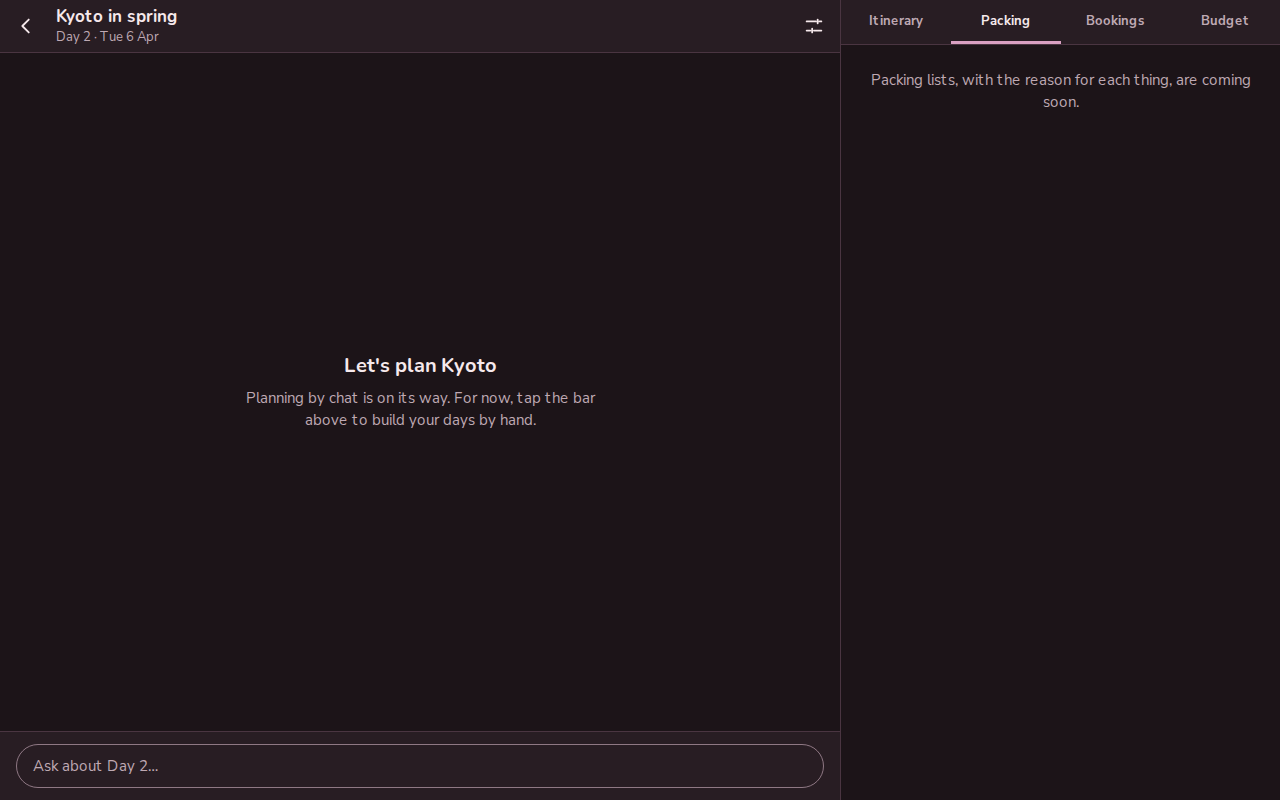 Kyoto in spring
Day 2 · Tue 6 Apr
Let's plan Kyoto
Planning by chat is on its way. For now, tap the bar
above to build your days by hand.
Ask about Day 2...
Itinerary
Packing
Bookings
Budget
Packing lists, with the reason for each thing, are coming
soon.